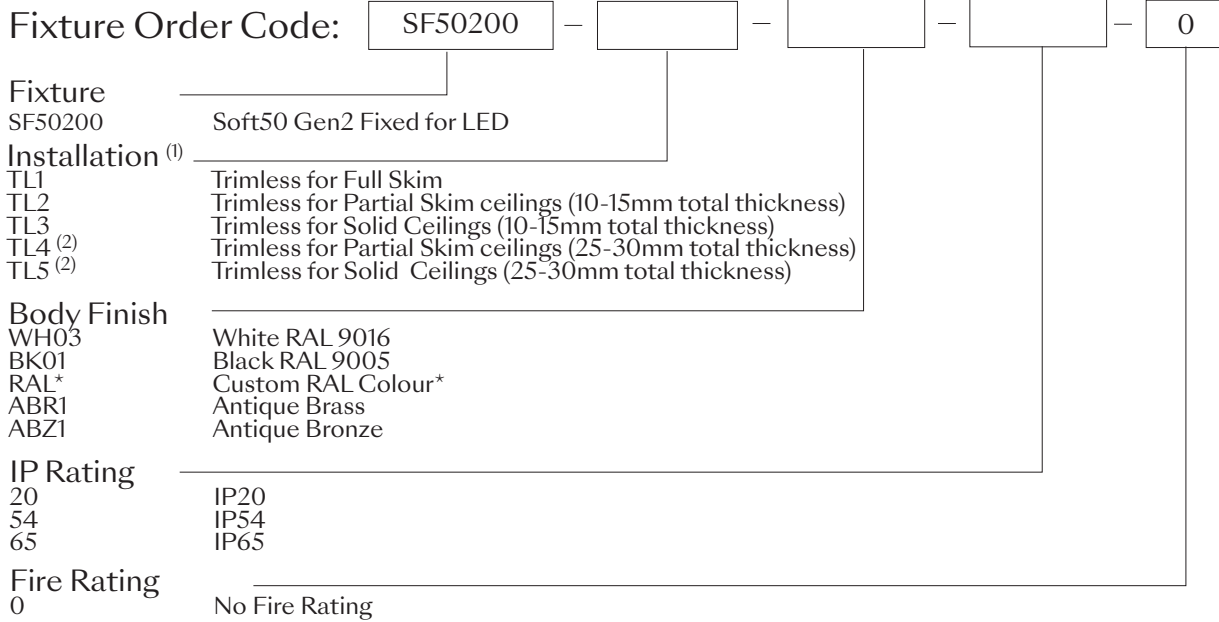 Fixture Order Code: SF50200 – – – – 0
Fixture
SF50200 Soft50 Gen2 Fixed for LED
Installation (1)
TL1 Trimless for Full Skim
TL2 Trimless for Partial Skim ceilings (10-15mm total thickness)
TL3 Trimless for Solid Ceilings (10-15mm total thickness)
TL4 (2) Trimless for Partial Skim ceilings (25-30mm total thickness)
TL5 (2) Trimless for Solid Ceilings (25-30mm total thickness)
Body Finish
WH03 White RAL 9016
BK01 Black RAL 9005
RAL* Custom RAL Colour*
ABR1 Antique Brass
ABZ1 Antique Bronze
IP Rating
20 IP20
54 IP54
65 IP65
Fire Rating
0 No Fire Rating